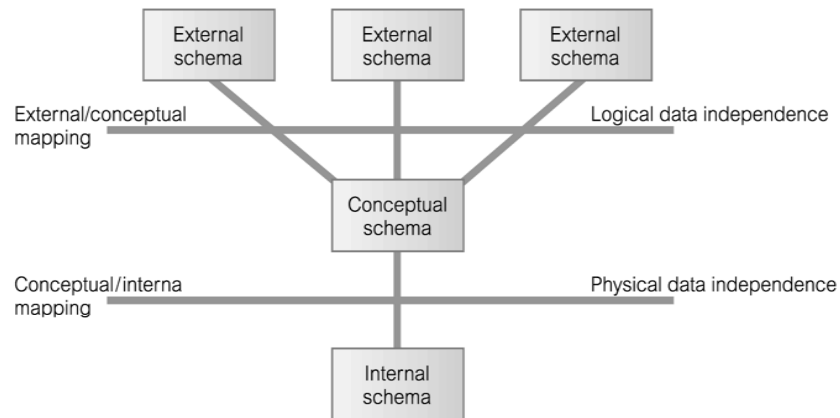 External
schema
External
schema
External
schema
External/conceptual
mapping
Logical data independence
Conceptual
schema
Conceptual/interna
mapping
Physical data independence
Internal
schema